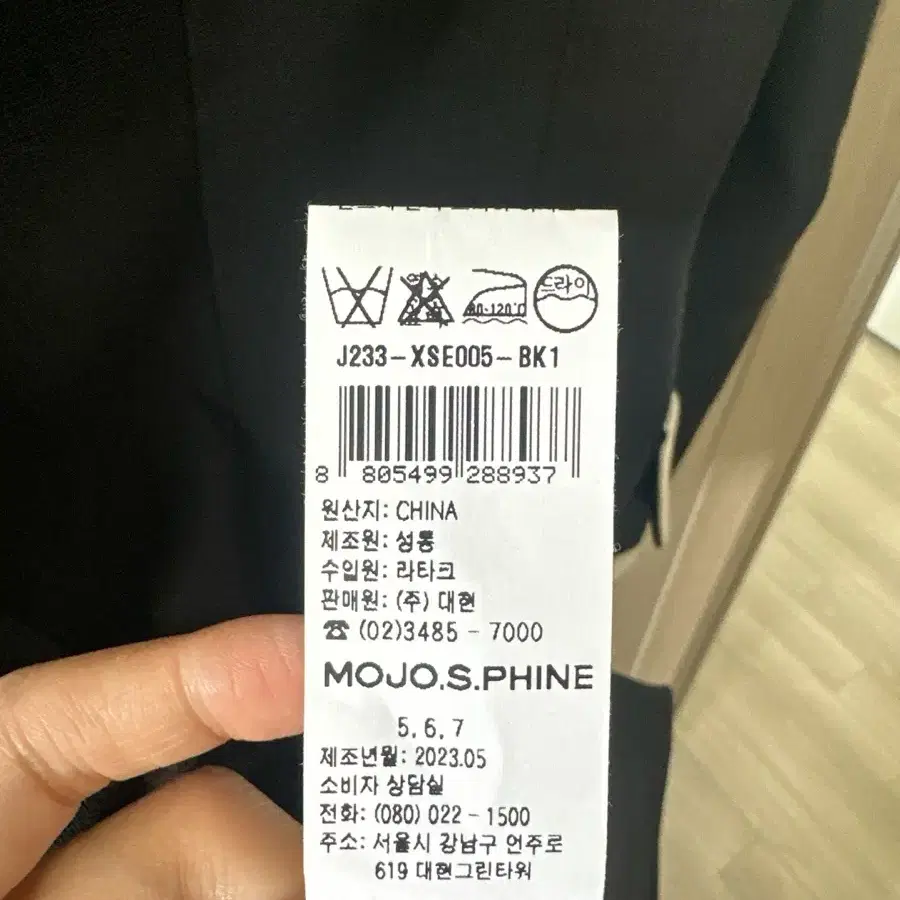 80-120℃ 드라이
J233-XSE005-BK1
8 805499 288937
원산지: CHINA
제조원: 성통
수입원: 라타크
판매원: (주) 대현
☎ (02)3485 - 7000
MOJO.S.PHINE
5,6,7
제조년월: 2023.05
소비자 상담실
전화: (080) 022 - 1500
주소: 서울시 강남구 언주로
619 대현그린타워